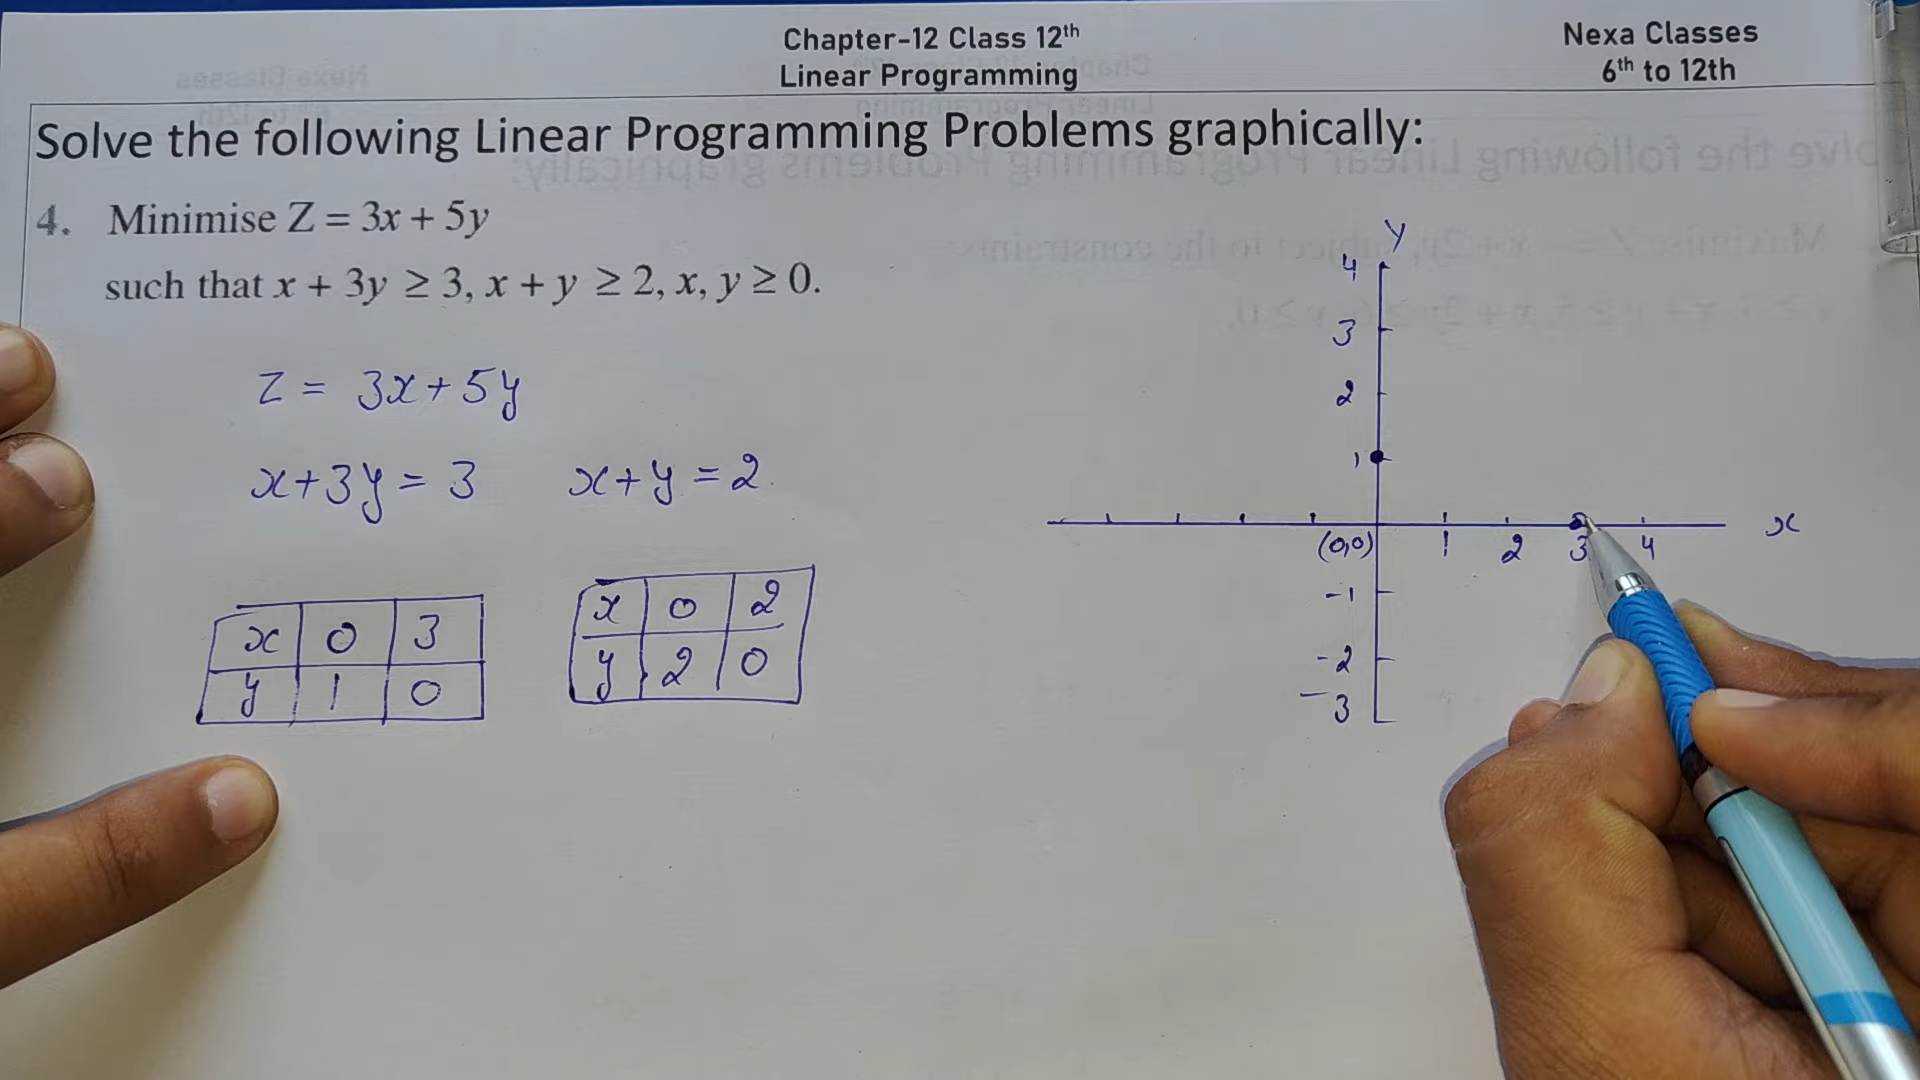 Chapter-12 Class 12th
Linear Programming
Nexa Classes
6th to 12th
Solve the following Linear Programming Problems graphically:
4. Minimise Z = 3x + 5y
such that x + 3y ≥ 3, x + y ≥ 2, x, y ≥ 0.
Z = 3x+5y
x+3y = 3
x+y = 2
x 0 3
y 1 0
x 0 2
y 2 0
y
4
3
2
1
(0,0) 1 2 3 4 x
-1
-2
-3